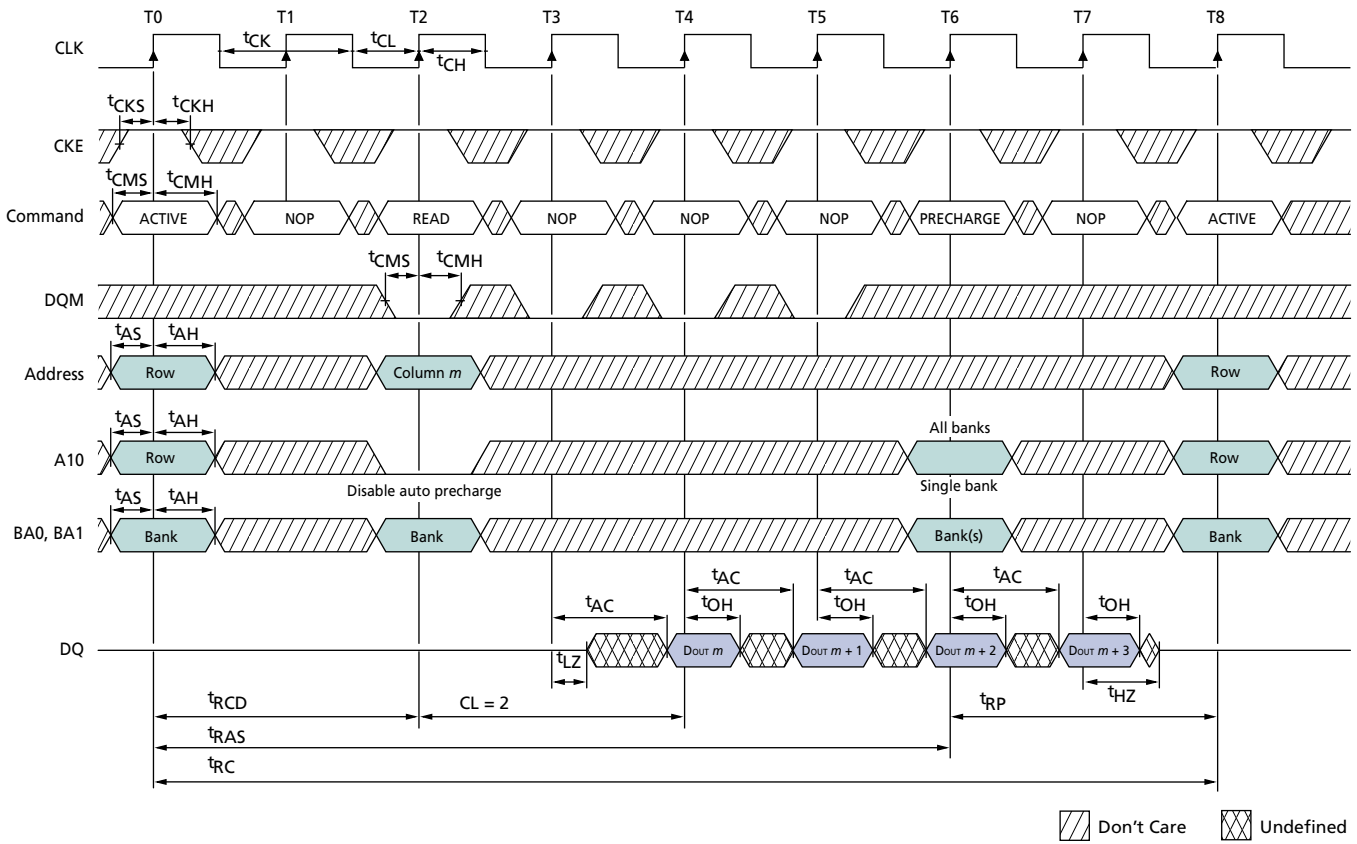 T0 T1 T2 T3 T4 T5 T6 T7 T8
CLK
tCK tCL
tCH
tCKS tCKH
CKE
tCMS tCMH
Command ACTIVE NOP READ NOP NOP NOP PRECHARGE NOP ACTIVE
tCMS tCMH
DQM
tAS tAH
Address Row Column m Row
tAS tAH
All banks
A10 Row Row
Disable auto precharge Single bank
tAS tAH
BA0, BA1 Bank Bank Bank(s) Bank
tAC tAC tAC
tAC tOH tOH tOH tOH
DQ DOUT m DOUT m + 1 DOUT m + 2 DOUT m + 3
tLZ
tHZ
tRCD CL = 2 tRP
tRAS
tRC
Don't Care Undefined